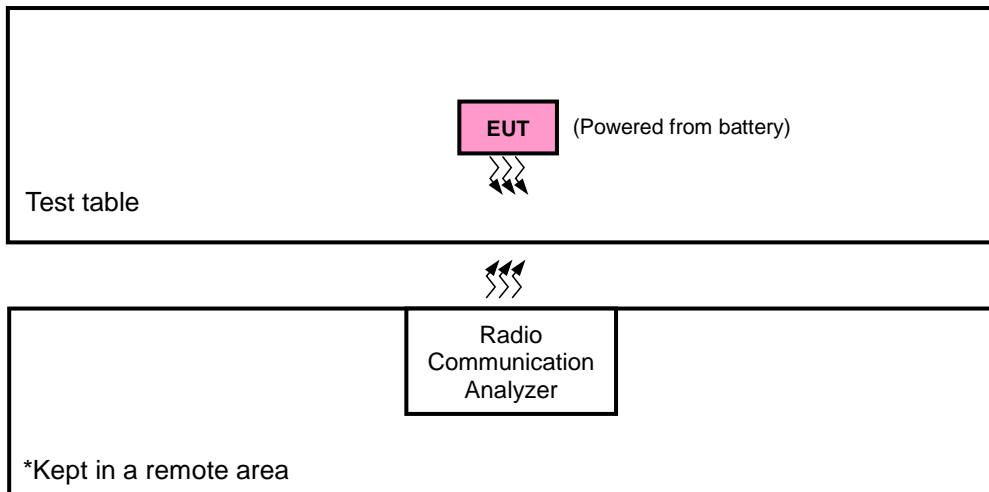 EUT
(Powered from battery)
Test table
Radio
Communication
Analyzer
*Kept in a remote area